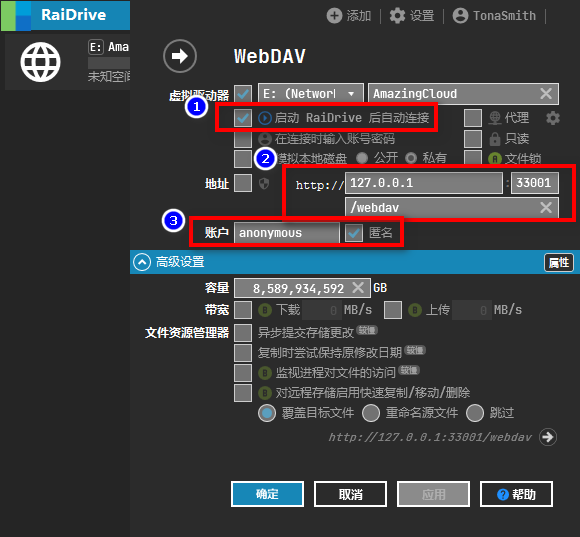 RaiDrive
添加 设置 TonaSmith
E: Ama
未知空间
WebDAV
虚拟驱动器 E: (Networ AmazingCloud
1 启动 RaiDrive 后自动连接 代理
在连接时输入账号密码 只读
2 模拟本地磁盘 公开 私有 文件锁
地址 http:// 127.0.0.1 : 33001
/webdav
3 账户 anonymous 匿名
高级设置 属性
容量 8,589,934,592 GB
带宽 下载 0 MB/s 上传 0 MB/s
文件资源管理器 异步提交存储更改 较慢
复制时尝试保持原修改日期 较慢
监视进程对文件的访问 较慢
对远程存储启用快速复制/移动/删除
覆盖目标文件 重命名源文件 跳过
http://127.0.0.1:33001/webdav
确定 取消 应用 帮助